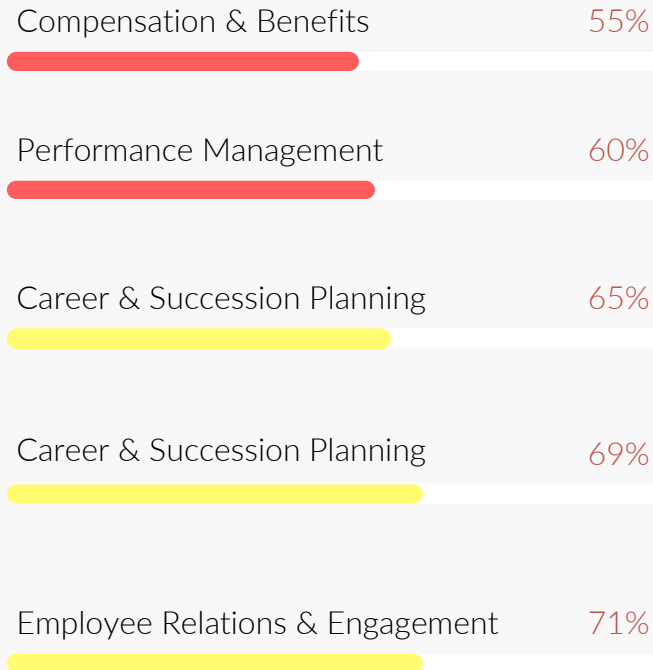 Compensation & Benefits 55%
Performance Management 60%
Career & Succession Planning 65%
Career & Succession Planning 69%
Employee Relations & Engagement 71%